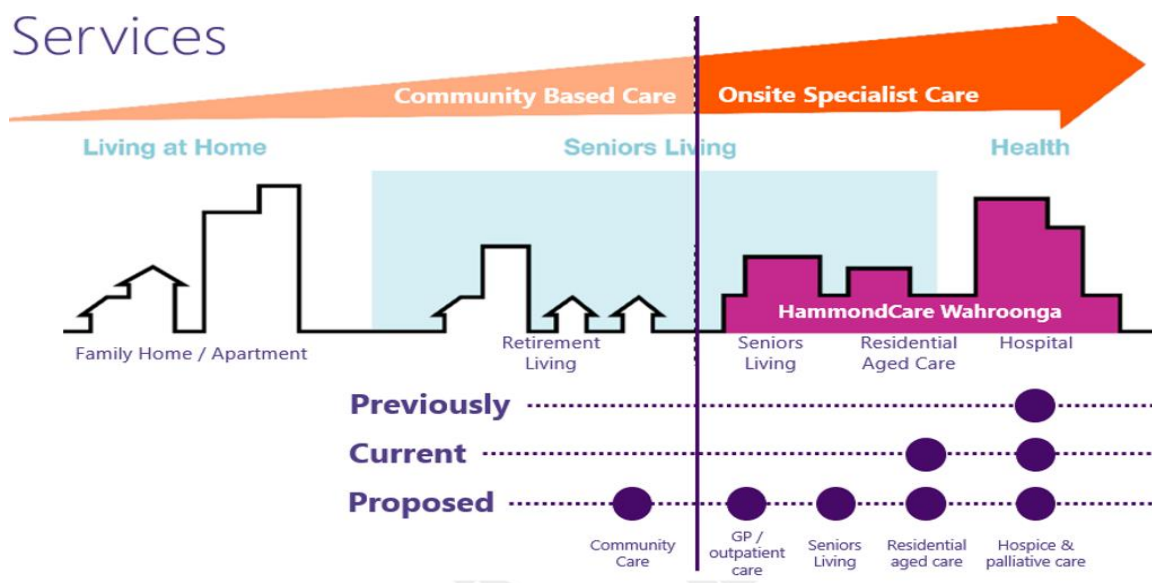 Services
Community Based Care
Onsite Specialist Care
Living at Home
Seniors Living
Health
HammondCare Wahroonga
Family Home / Apartment
Retirement
Living
Seniors
Living
Residential
Aged Care
Hospital
Previously
Current
Proposed
Community
Care
GP /
outpatient
care
Seniors
Living
Residential
aged care
Hospice &
palliative care